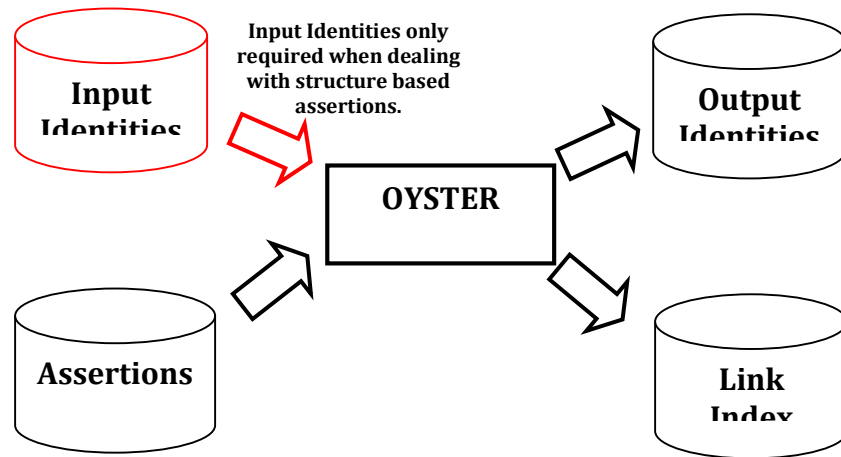 Input
Identities
Input Identities only
required when dealing
with structure based
assertions.
Output
Identities
OYSTER
Assertions
Link
Index